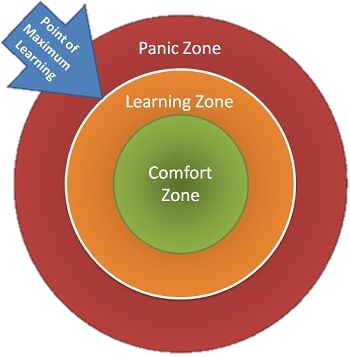 Point of
Maximum
Learning
Panic Zone
Learning Zone
Comfort
Zone